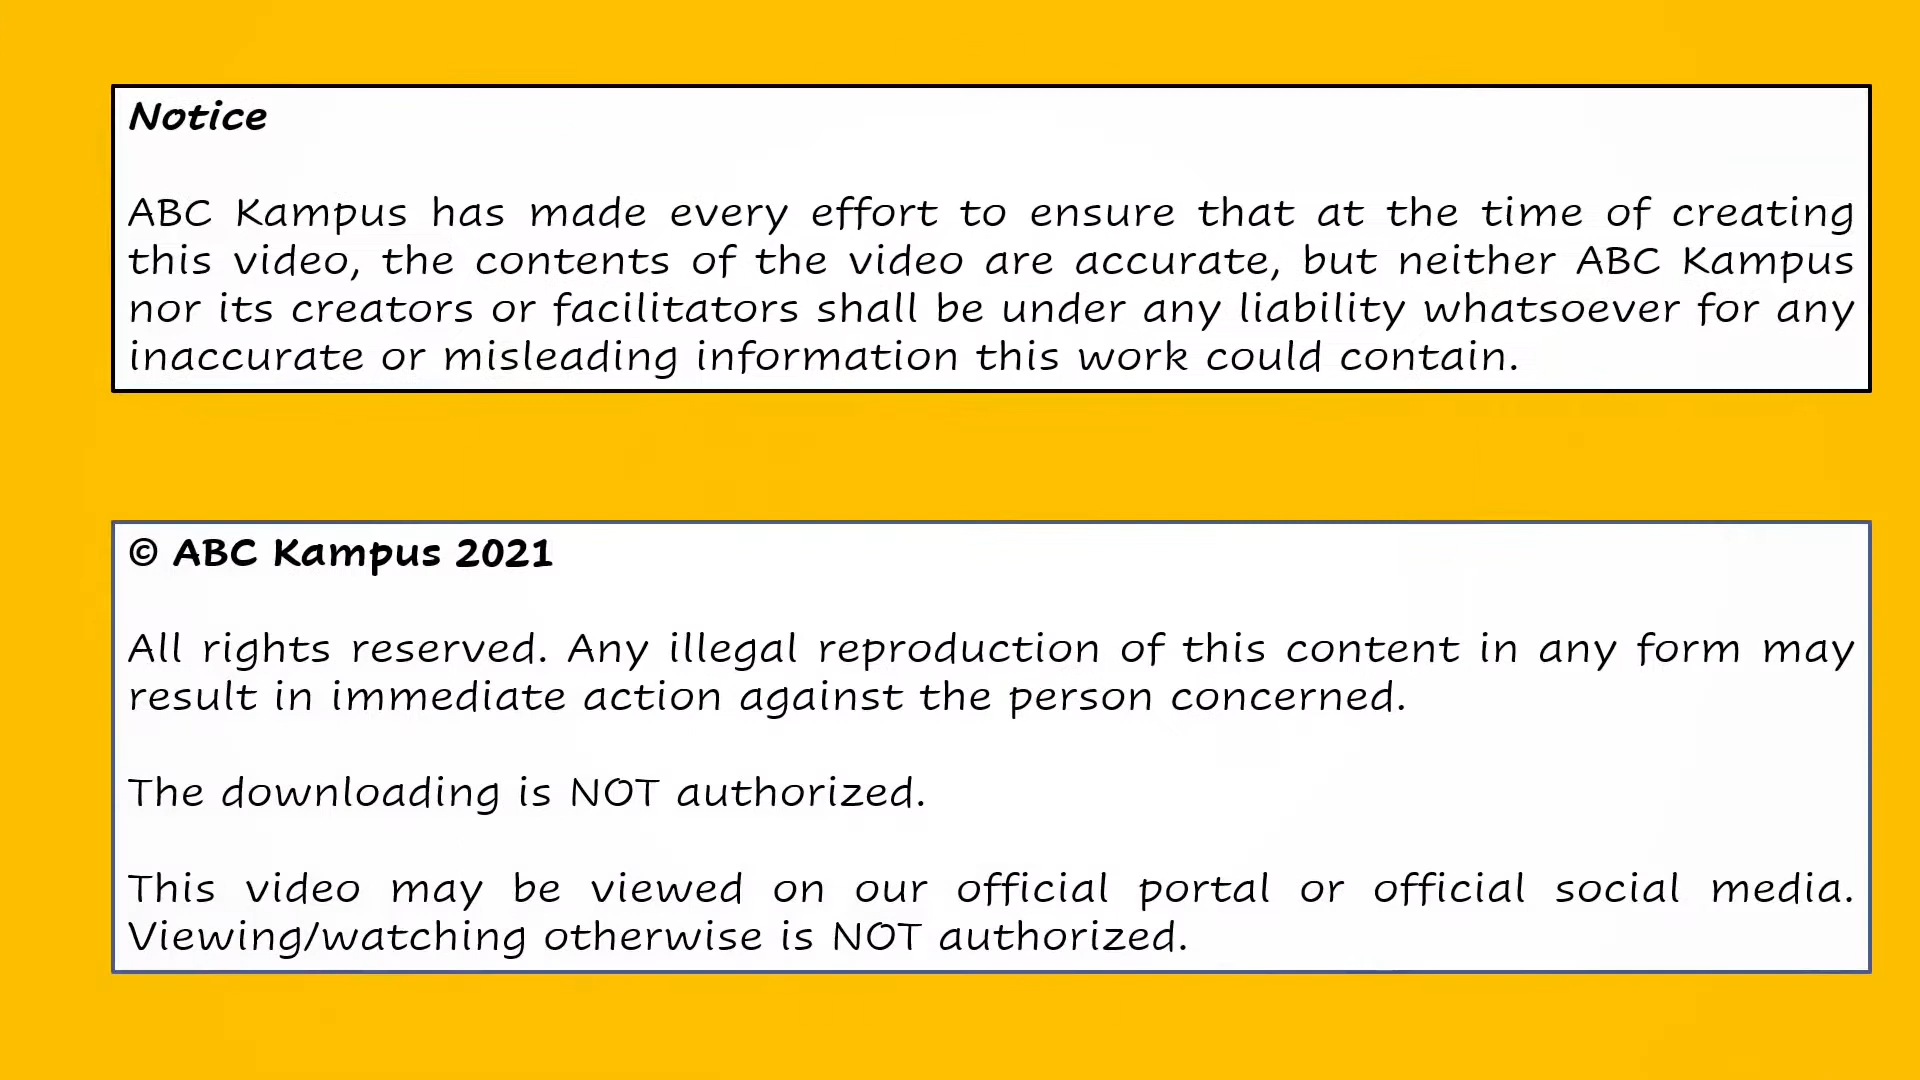 Notice
ABC Kampus has made every effort to ensure that at the time of creating
this video, the contents of the video are accurate, but neither ABC Kampus
nor its creators or facilitators shall be under any liability whatsoever for any
inaccurate or misleading information this work could contain.
© ABC Kampus 2021
All rights reserved. Any illegal reproduction of this content in any form may
result in immediate action against the person concerned.
The downloading is NOT authorized.
This video may be viewed on our official portal or official social media.
Viewing/watching otherwise is NOT authorized.